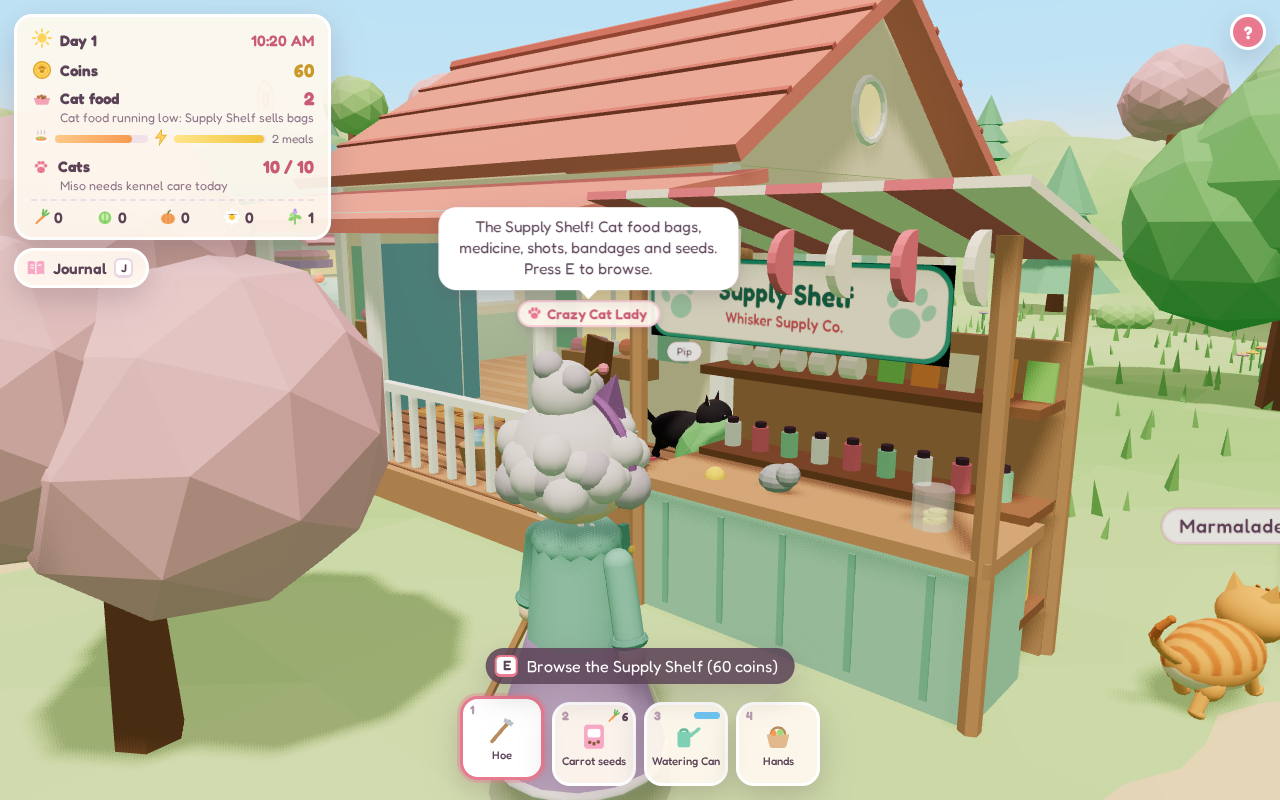 Day 1
10:20 AM
Coins
60
Cat food
2
Cat food running low: Supply Shelf sells bags
2 meals
Cats
10 / 10
Miso needs kennel care today
0
0
0
0
1
Journal J
?
The Supply Shelf! Cat food bags,
medicine, shots, bandages and seeds.
Press E to browse.
Crazy Cat Lady
Supply Shelf
Whisker Supply Co.
Pip
Marmalade
E Browse the Supply Shelf (60 coins)
1
Hoe
2
6
Carrot seeds
3
Watering Can
4
Hands